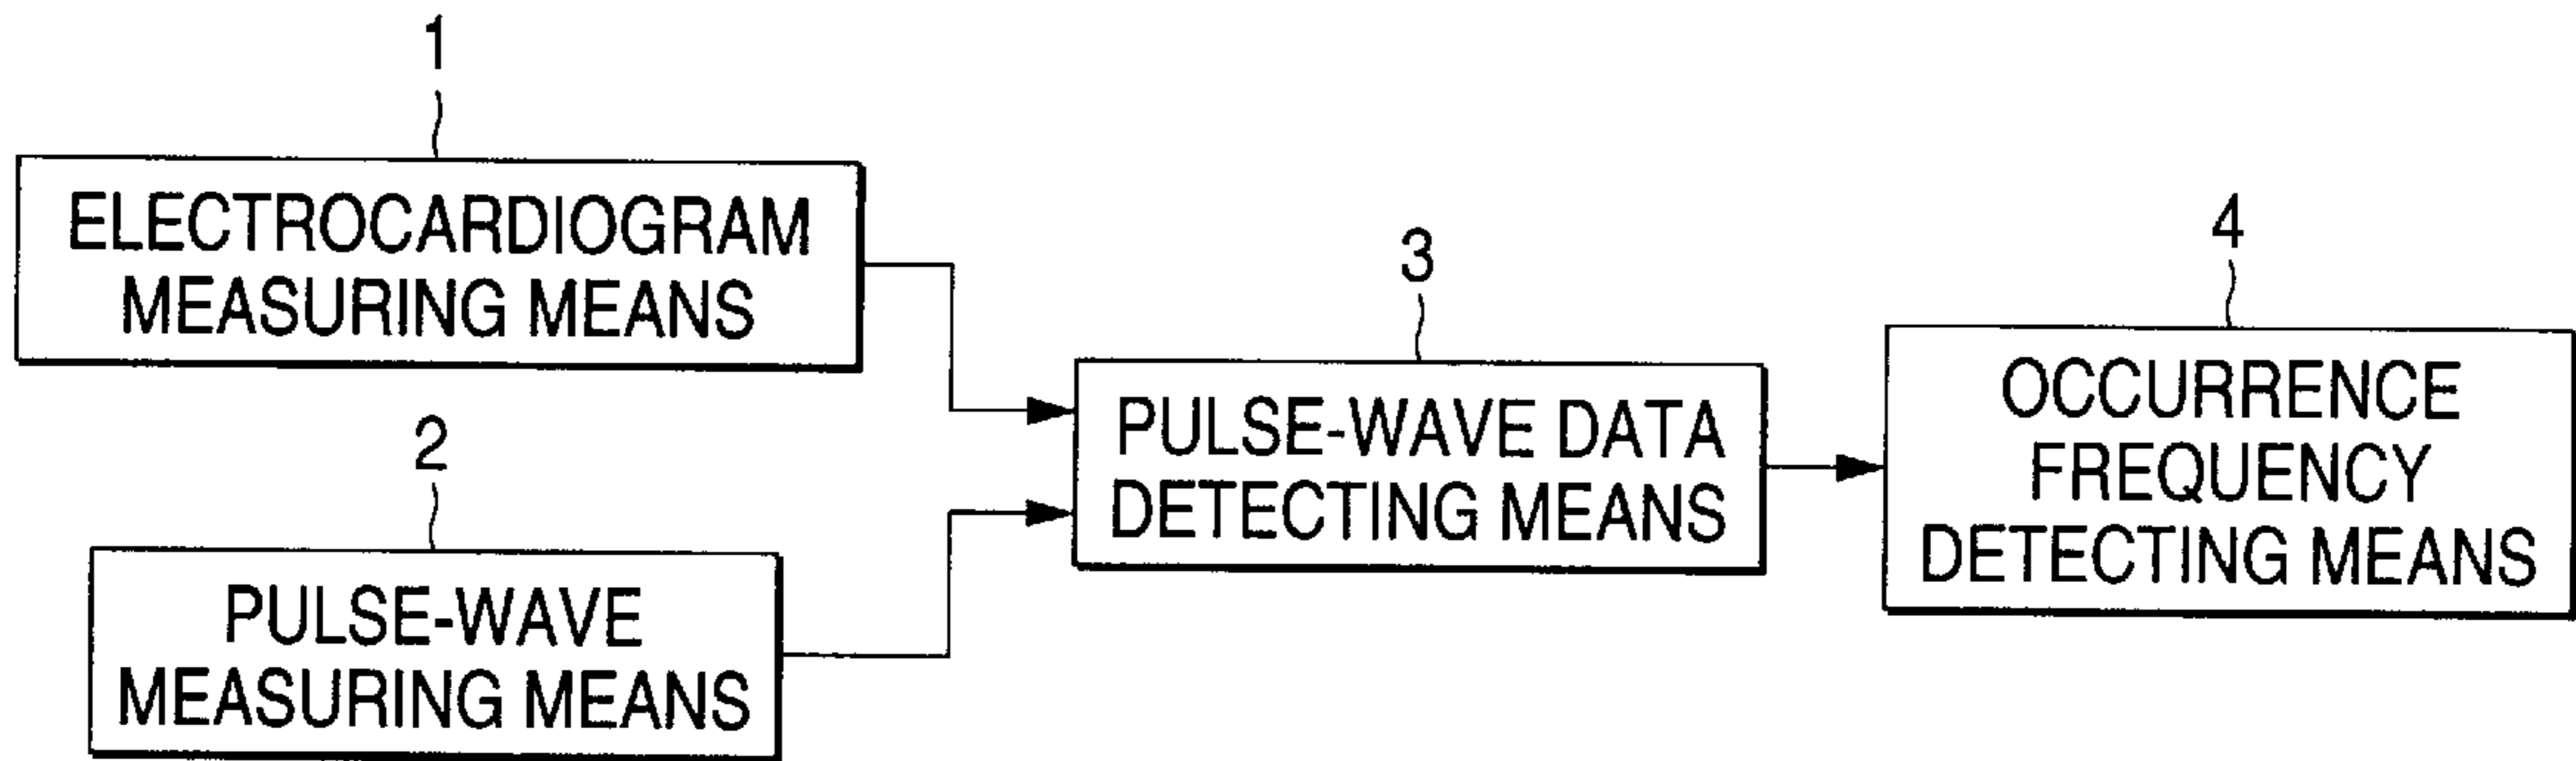 1
ELECTROCARDIOGRAM
MEASURING MEANS
2
PULSE-WAVE
MEASURING MEANS
3
PULSE-WAVE DATA
DETECTING MEANS
4
OCCURRENCE
FREQUENCY
DETECTING MEANS